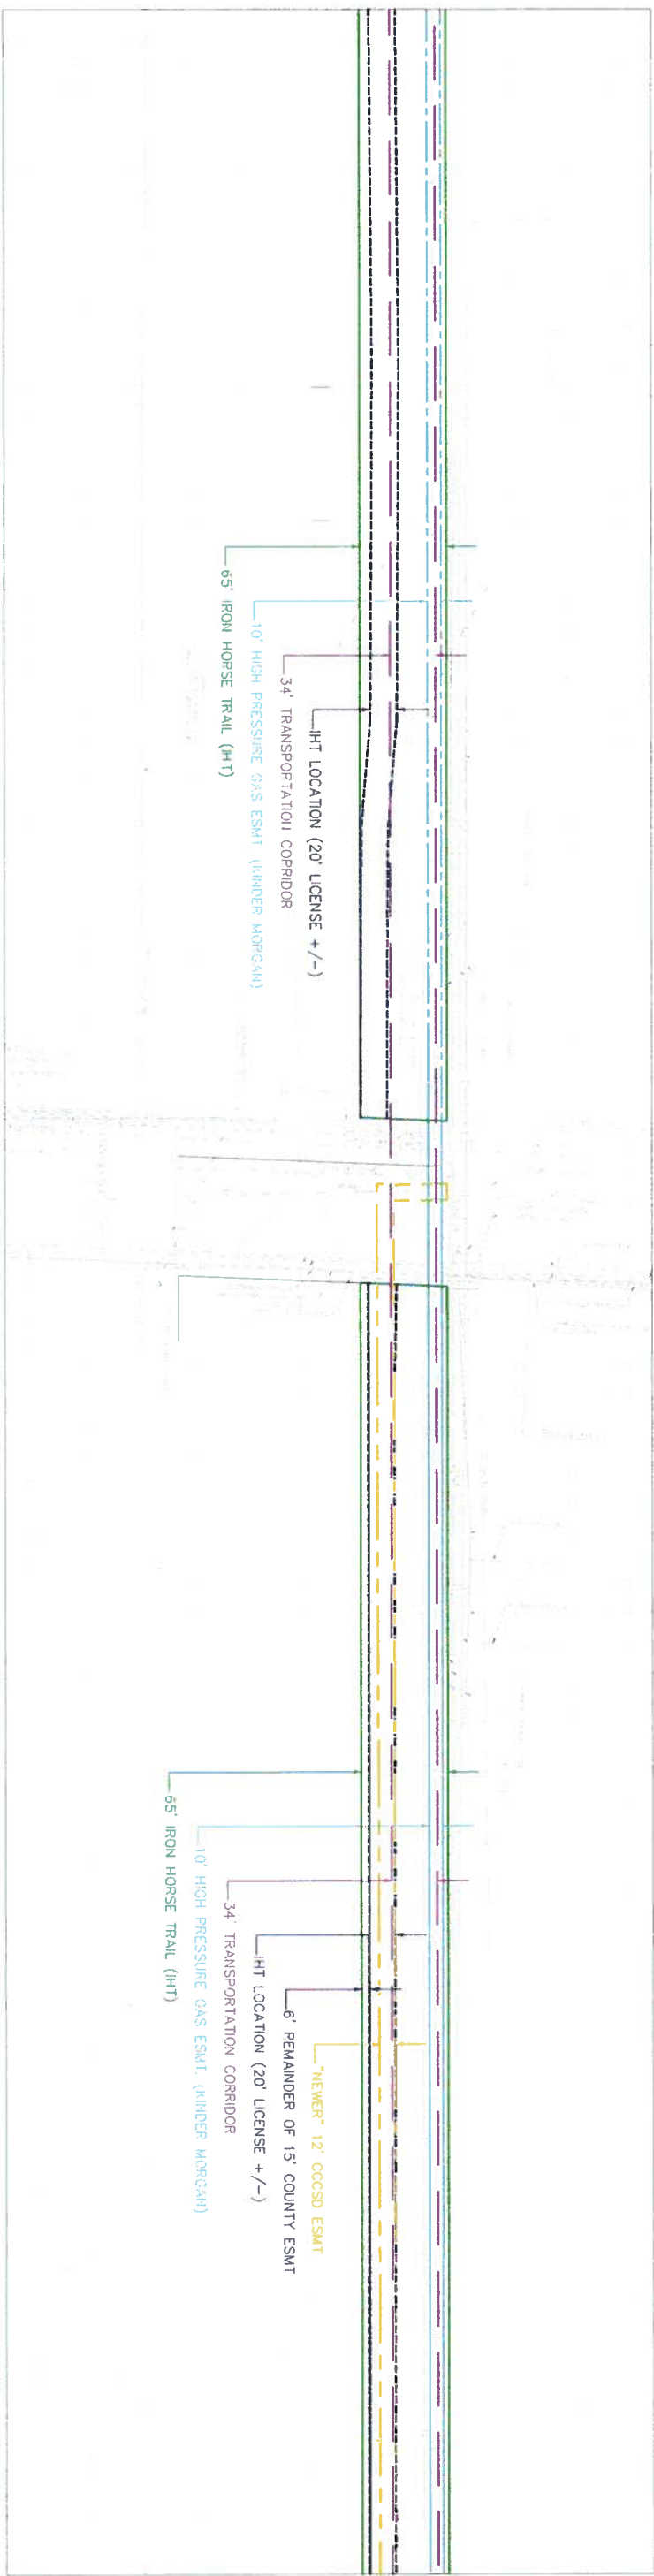 IHT LOCATION (20' LICENSE +/-)
34' TRANSPORTATION CORRIDOR
10' HIGH PRESSURE GAS ESMT. (KINDER MORGAN)
65' IRON HORSE TRAIL (IHT)
"NEWER" 12' CCCSD ESMT
6' REMAINDER OF 15' COUNTY ESMT
IHT LOCATION (20' LICENSE +/-)
34' TRANSPORTATION CORRIDOR
10' HIGH PRESSURE GAS ESMT. (KINDER MORGAN)
65' IRON HORSE TRAIL (IHT)